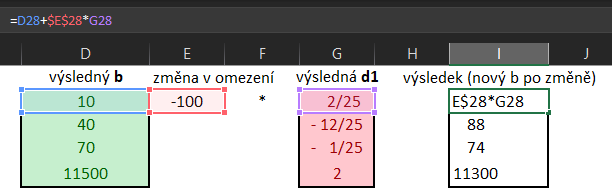 =D28+$E$28*G28
D E F G H I J
výsledný b změna v omezení výsledná d1 výsledek (nový b po změně)
10 -100 * 2/25 E$28*G28
40 - 12/25 88
70 - 1/25 74
11500 2 11300